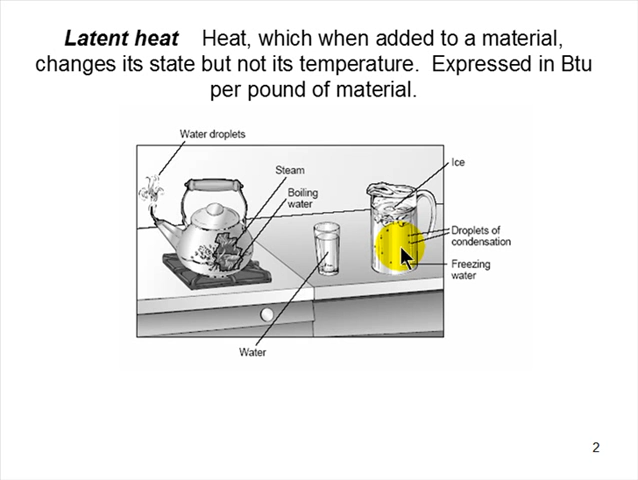 Latent heat Heat, which when added to a material,
changes its state but not its temperature. Expressed in Btu
per pound of material.
Water droplets
Steam
Boiling
water
Ice
Droplets of
condensation
Freezing
water
Water
2